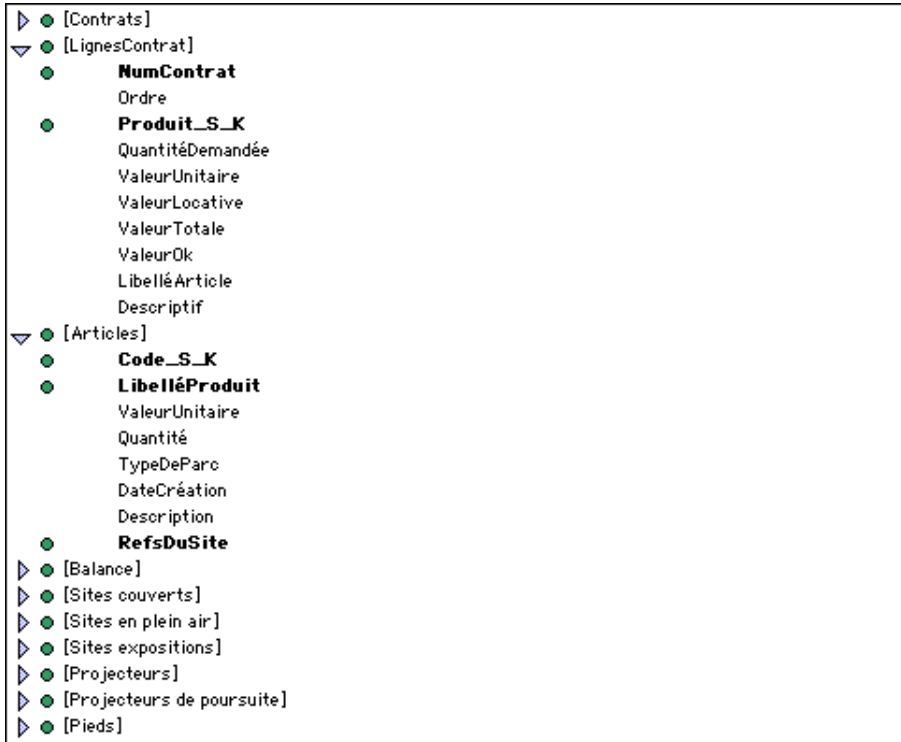 [Contrats]
[LignesContrat]
NumContrat
Ordre
Produit_S_K
QuantitéDemandée
ValeurUnitaire
ValeurLocative
ValeurTotale
ValeurOk
LibelléArticle
Descriptif
[Articles]
Code_S_K
LibelléProduit
ValeurUnitaire
Quantité
TypeDeParc
DateCréation
Description
RefsDuSite
[Balance]
[Sites couverts]
[Sites en plein air]
[Sites expositions]
[Projecteurs]
[Projecteurs de poursuite]
[Pieds]